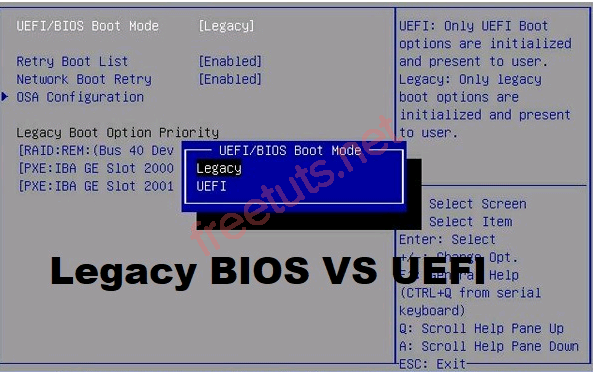 UEFI/BIOS Boot Mode [Legacy]
Retry Boot List [Enabled]
Network Boot Retry [Enabled]
OSA Configuration
Legacy Boot Option Priority
[RAID:REM:(Bus 40 Dev
[PXE:IBA GE Slot 2000
[PXE:IBA GE Slot 2001
UEFI/BIOS Boot Mode
Legacy
UEFI
UEFI: Only UEFI Boot
options are initialized
and present to user.
Legacy: Only legacy
boot options are
initialized and present
to user.
Select Screen
Select Item
Enter: Select
+/-: Change Opt.
General Help
(CTRL+Q from serial
keyboard)
Q: Scroll Help Pane Up
A: Scroll Help Pane Down
ESC: Exit
freetuts.net
Legacy BIOS VS UEFI